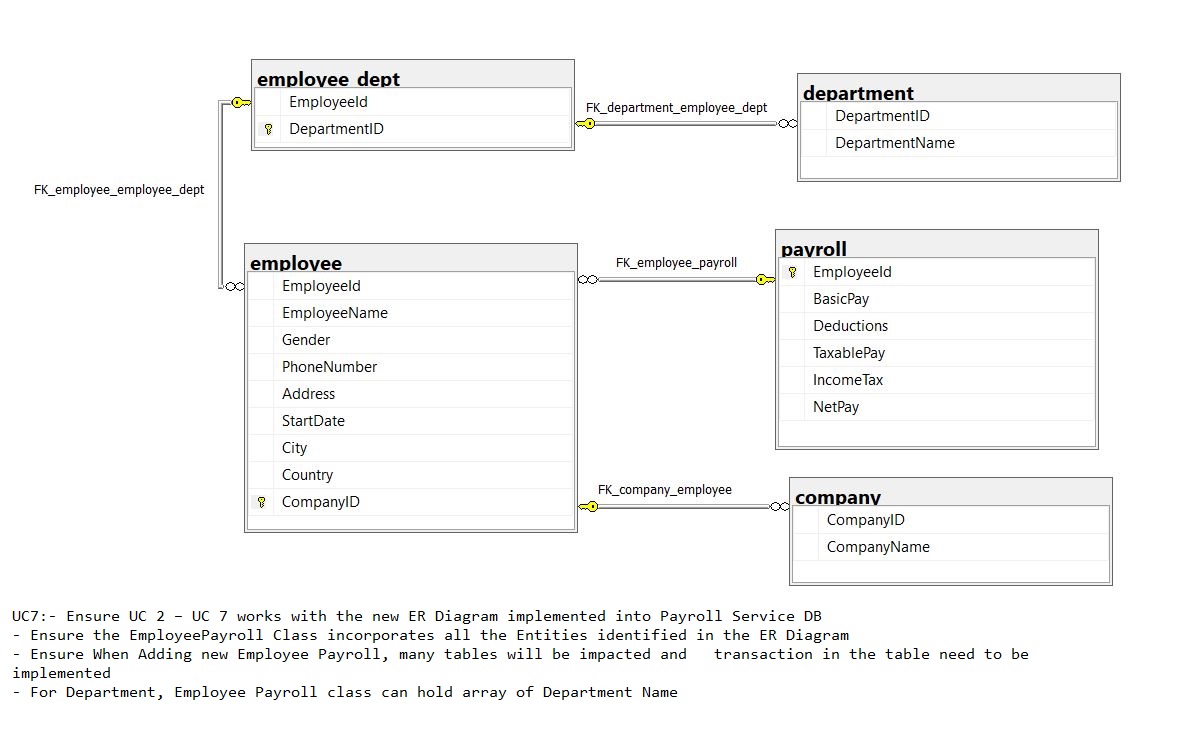 employee_dept
EmployeeId
DepartmentID
FK_department_employee_dept
department
DepartmentID
DepartmentName
FK_employee_employee_dept
employee
EmployeeId
EmployeeName
Gender
PhoneNumber
Address
StartDate
City
Country
CompanyID
FK_employee_payroll
payroll
EmployeeId
BasicPay
Deductions
TaxablePay
IncomeTax
NetPay
FK_company_employee
company
CompanyID
CompanyName
UC7:- Ensure UC 2 – UC 7 works with the new ER Diagram implemented into Payroll Service DB
- Ensure the EmployeePayroll Class incorporates all the Entities identified in the ER Diagram
- Ensure When Adding new Employee Payroll, many tables will be impacted and   transaction in the table need to be
implemented
- For Department, Employee Payroll class can hold array of Department Name